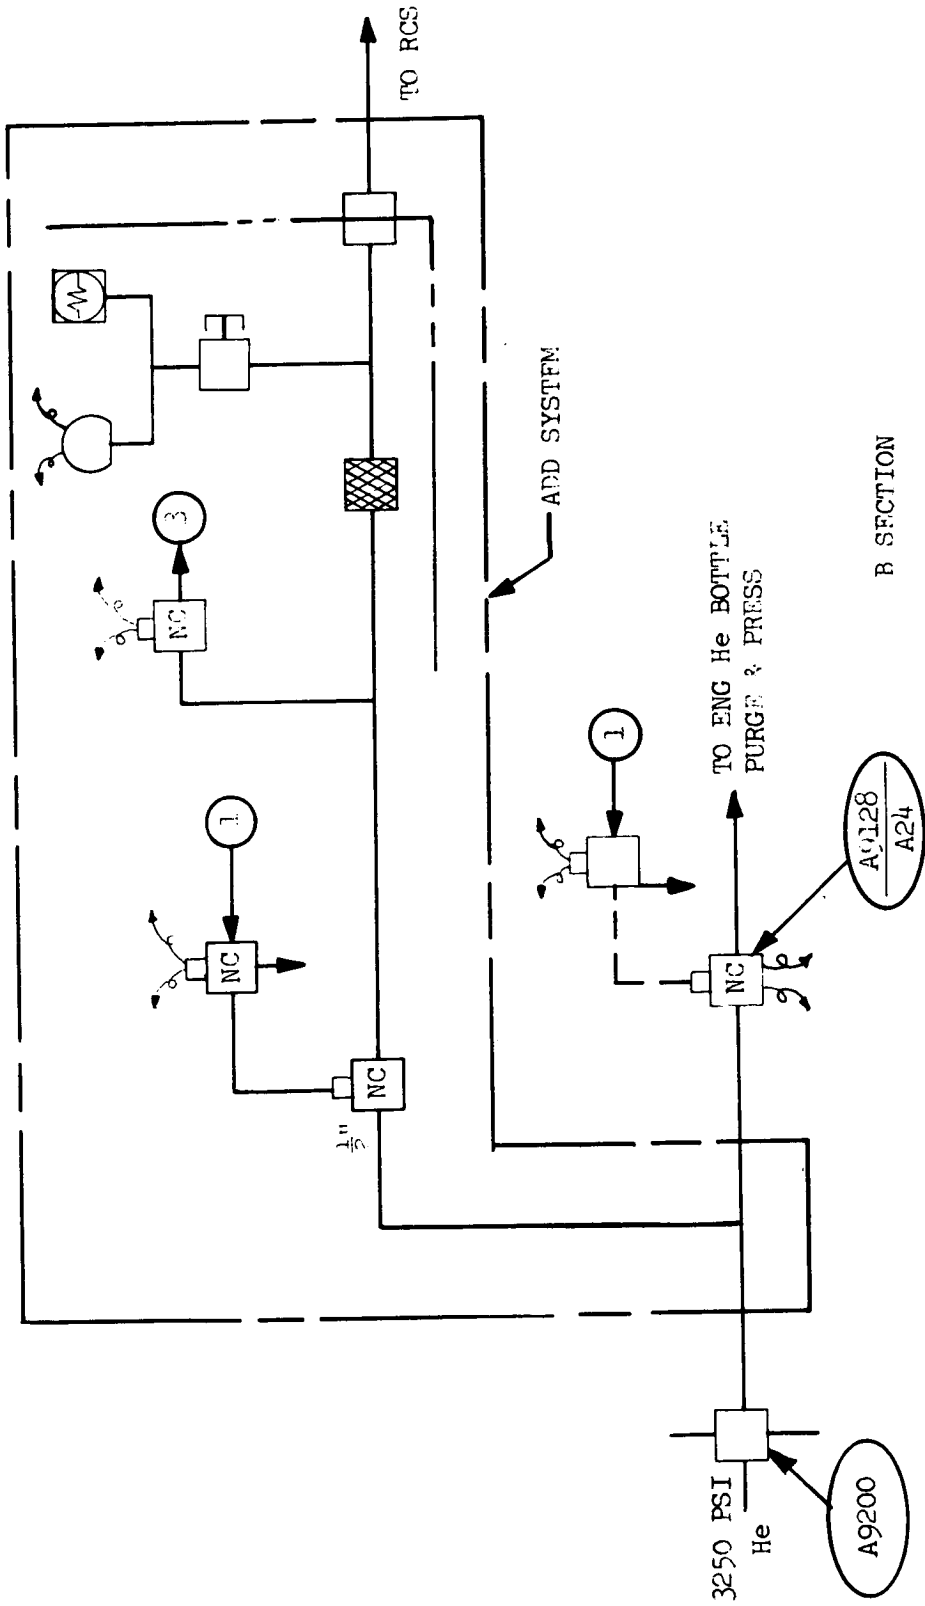 TO RCS
3
1
NC
NC
NC
1/2"
ADD SYSTEM
1
TO ENG He BOTTLE
PURGE & PRESS
NC
A9128
A24
B SECTION
3250 PSI
He
A9200